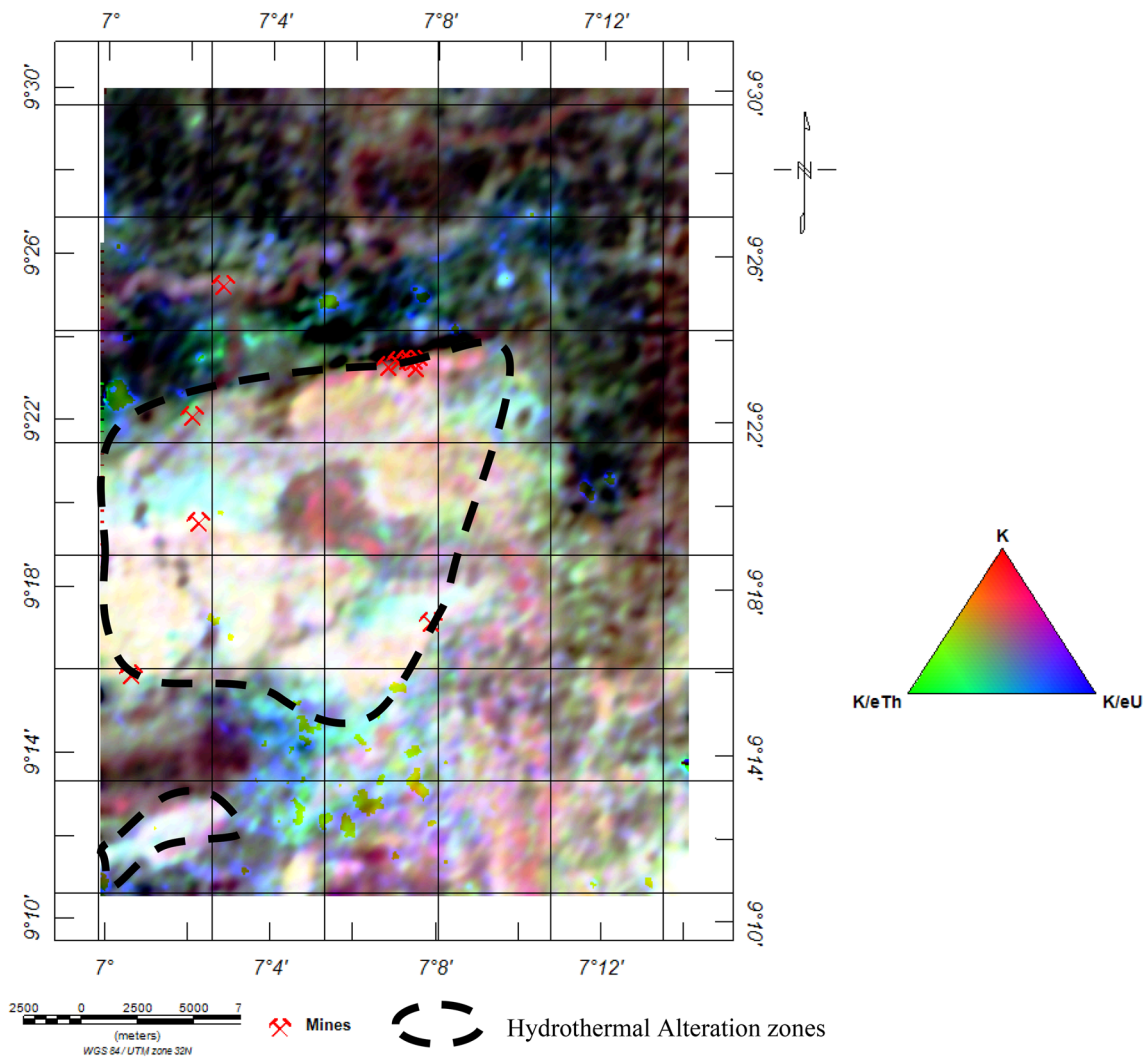 7° 7°4' 7°8' 7°12'
9°30' 9°30'
9°26' 9°26'
9°22' 9°22'
9°18' 9°18'
9°14' 9°14'
9°10' 9°10'
N
K
K/eTh K/eU
7° 7°4' 7°8' 7°12'
2500 0 2500 5000 7
(meters)
WGS 84 / UTM zone 32N
Mines
Hydrothermal Alteration zones